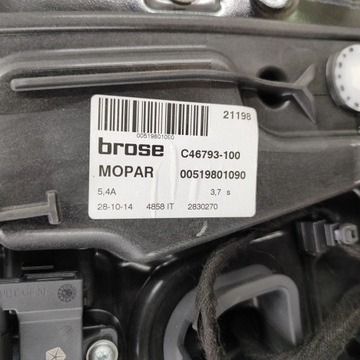 21198
00519801090
brose C46793-100
MOPAR 00519801090
5,4A 3,7 s
28-10-14 4858 IT 2830270